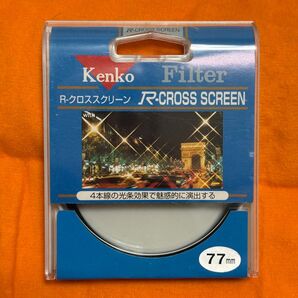 Kenko Filter
R-クロススクリーン R-CROSS SCREEN
with
4本線の光条効果で魅惑的に演出する
77mm